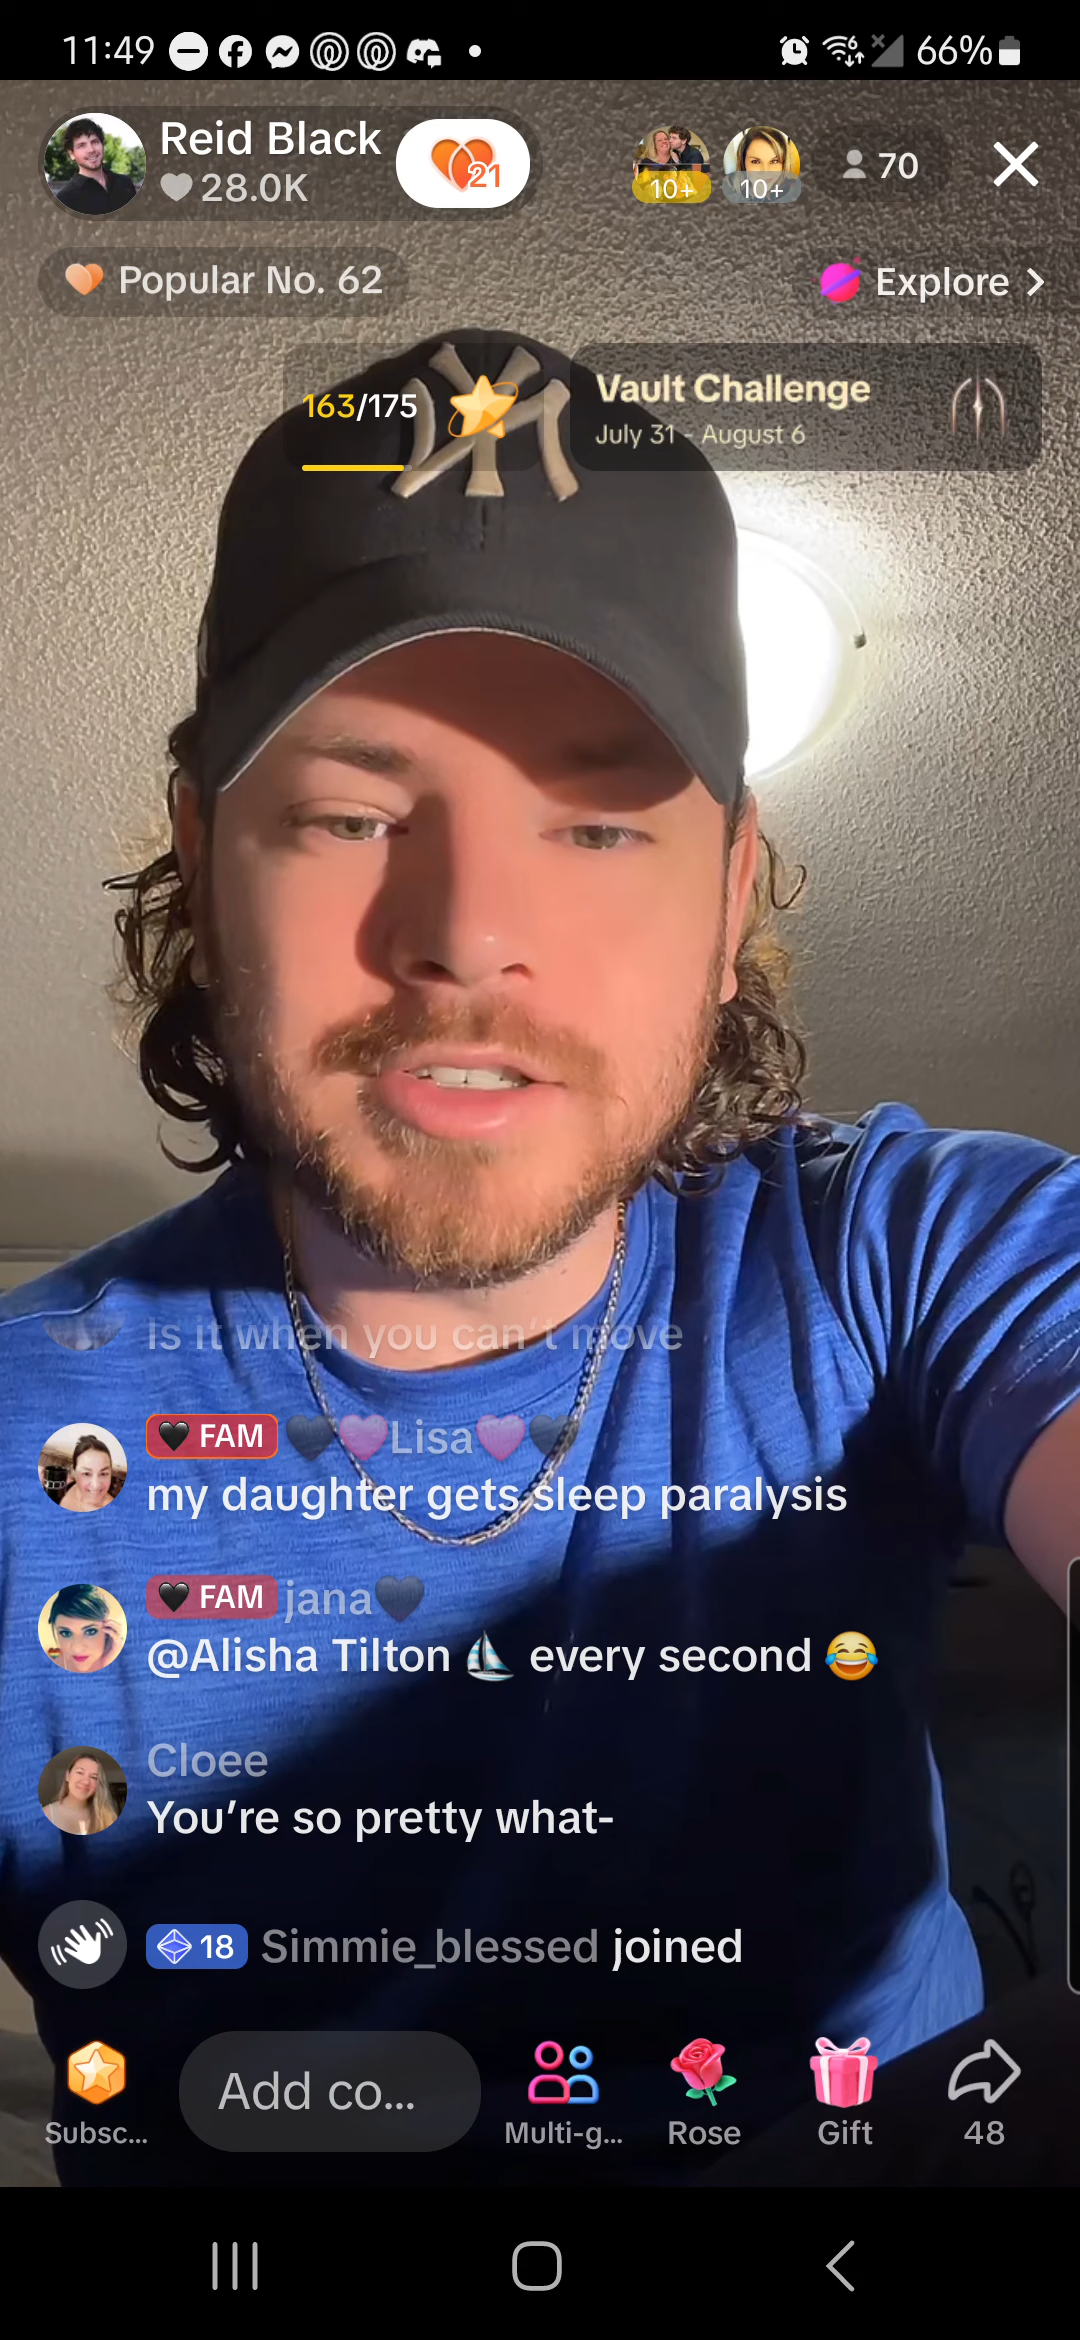 11:49
66%
Reid Black
28.0K
21
10+
10+
70
Popular No. 62
Explore
163/175
Vault Challenge
July 31 - August 6
NY
Is it when you can't move
FAM 🖤🩷Lisa🩷🖤
my daughter gets sleep paralysis
FAM jana🖤
@Alisha Tilton ⛵ every second 😂
Cloee
You're so pretty what-
18 Simmie_blessed joined
Subsc...
Add co...
Multi-g...
Rose
Gift
48